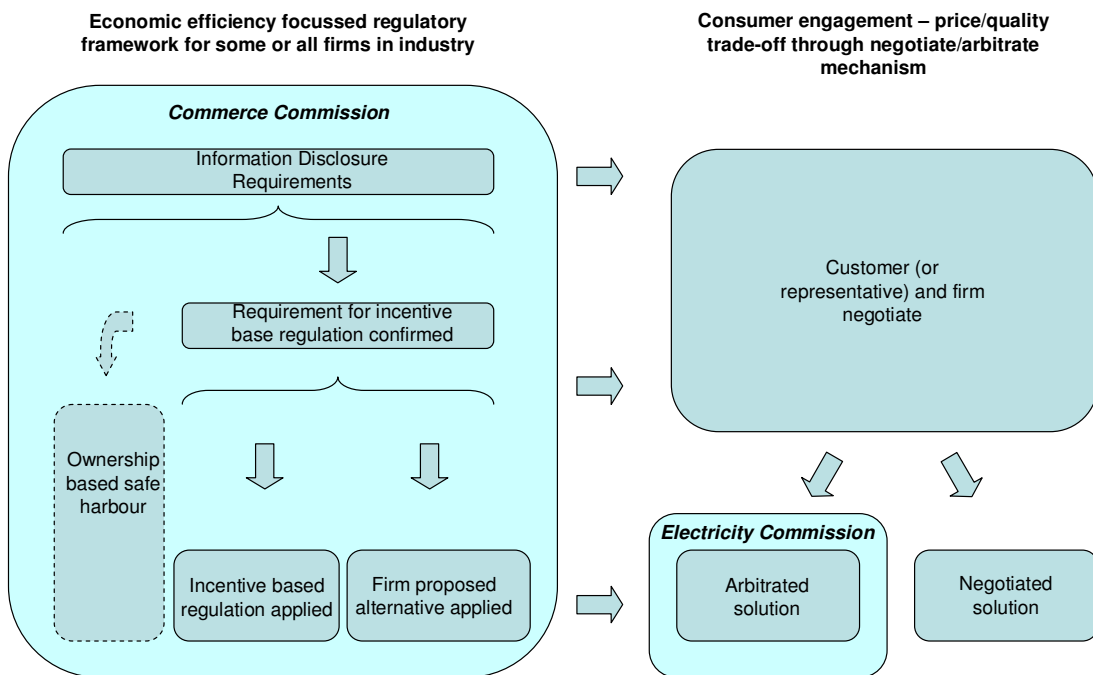 Economic efficiency focussed regulatory
framework for some or all firms in industry
Consumer engagement – price/quality
trade-off through negotiate/arbitrate
mechanism
Commerce Commission
Information Disclosure
Requirements
Requirement for incentive
base regulation confirmed
Ownership
based safe
harbour
Incentive based
regulation applied
Firm proposed
alternative applied
Customer (or
representative) and firm
negotiate
Electricity Commission
Arbitrated
solution
Negotiated
solution